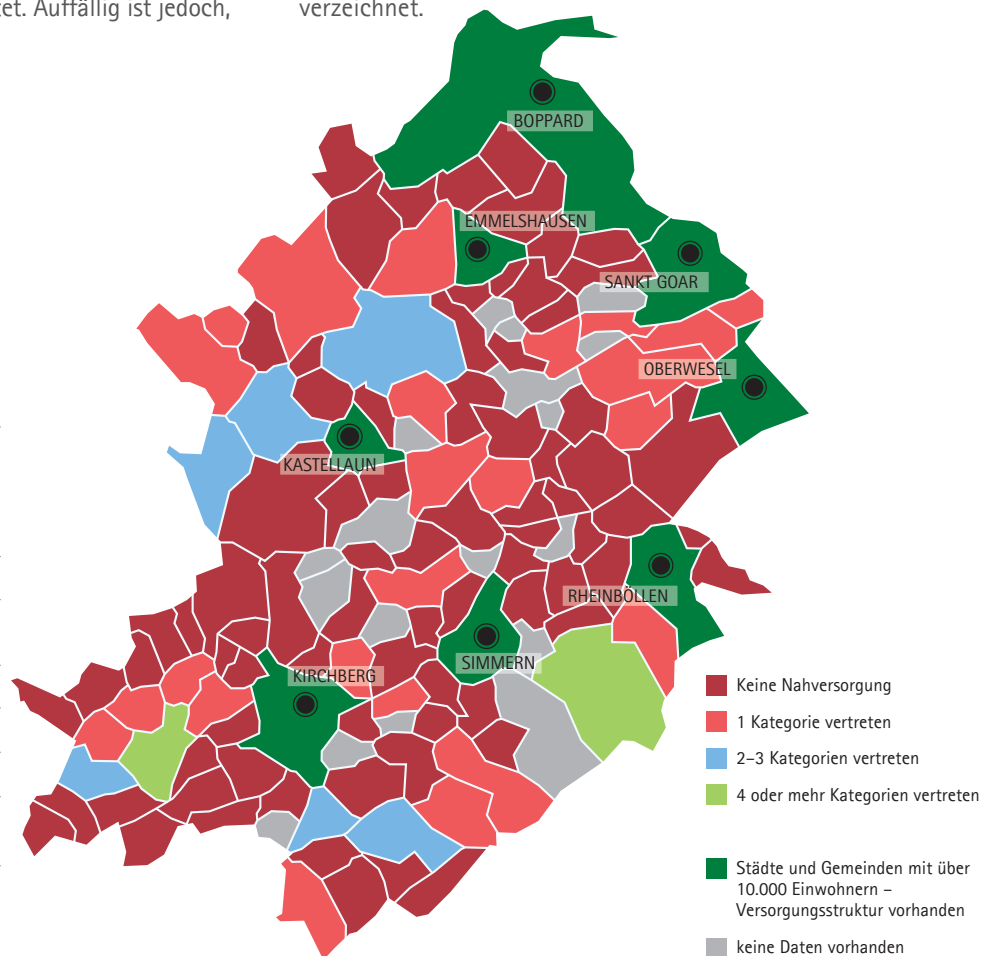 tet. Auffällig ist jedoch,
verzeichnet.
BOPPARD
EMMELSHAUSEN
SANKT GOAR
OBERWESEL
KASTELLAUN
RHEINBÖLLEN
SIMMERN
KIRCHBERG
Keine Nahversorgung
1 Kategorie vertreten
2–3 Kategorien vertreten
4 oder mehr Kategorien vertreten
Städte und Gemeinden mit über
10.000 Einwohnern –
Versorgungsstruktur vorhanden
keine Daten vorhanden